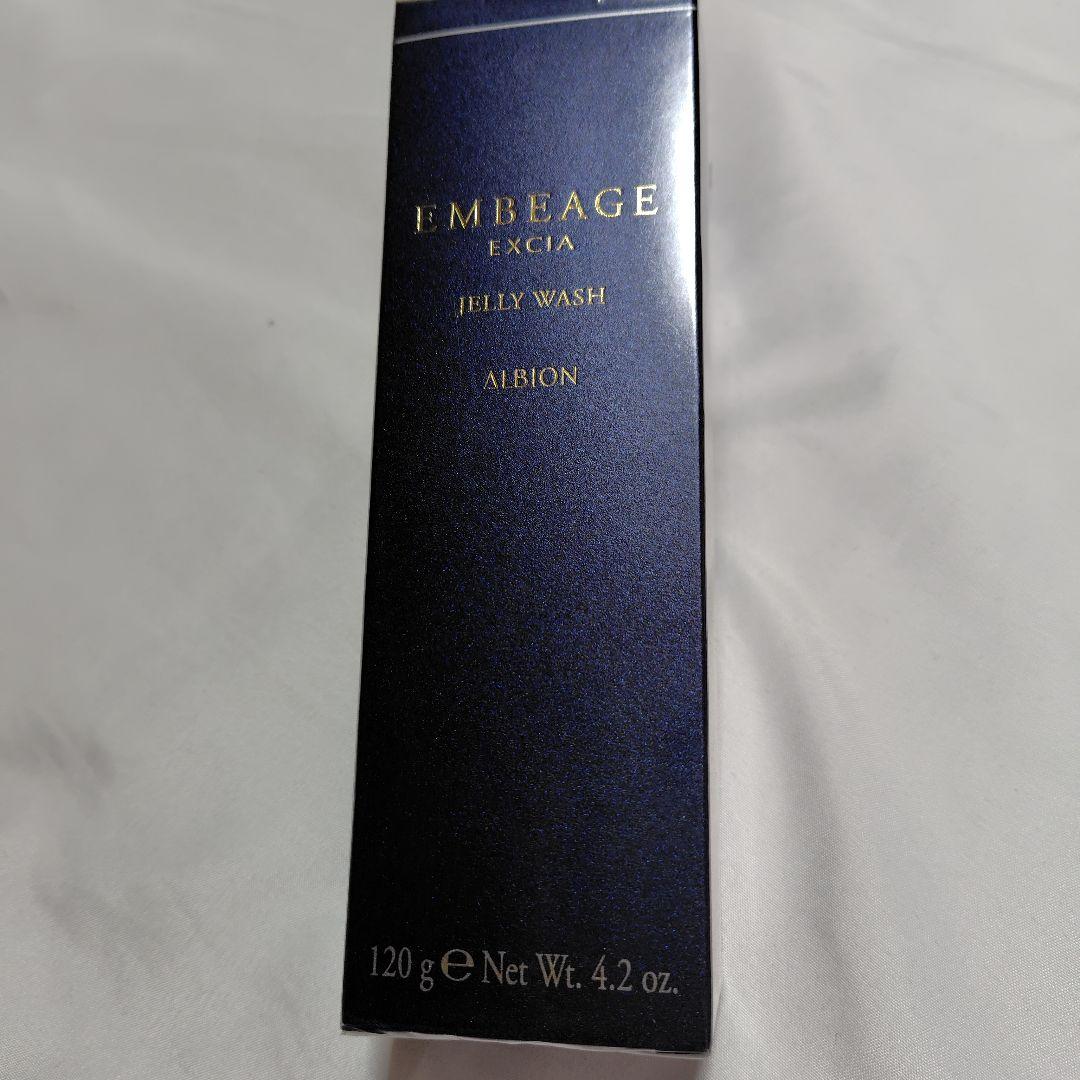 EMBEAGE
EXCIA
JELLY WASH
ALBION
120 g ℮ Net Wt. 4.2 oz.